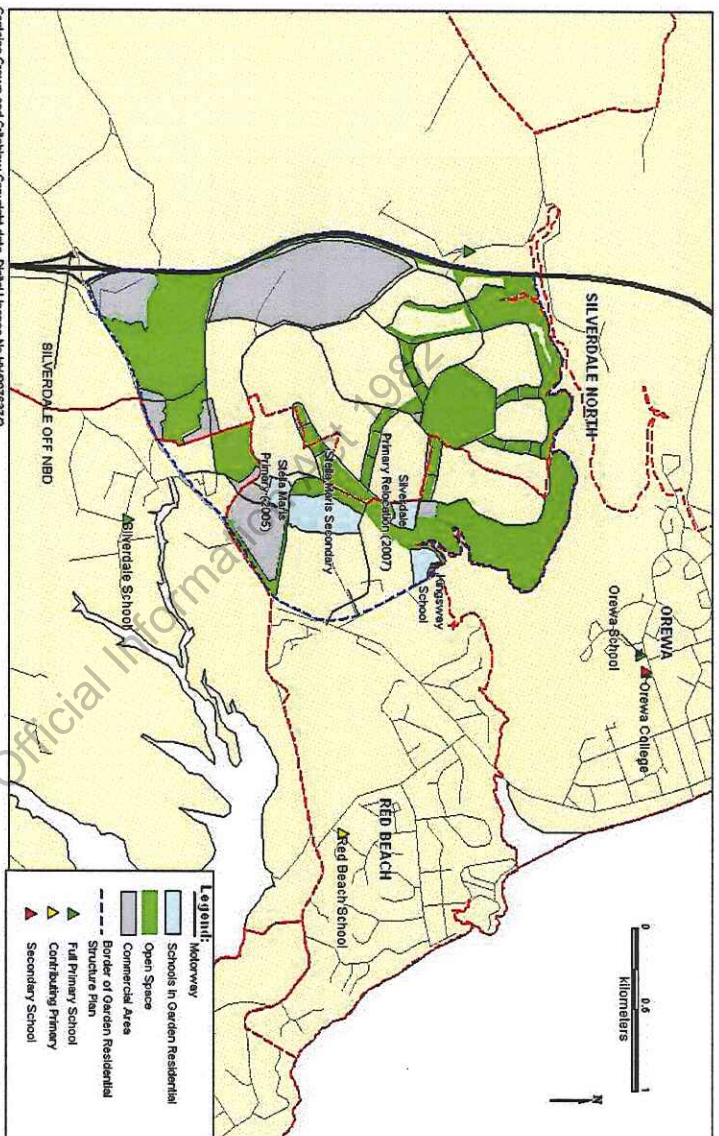 SILVERDALE NORTH
OREWA
Orewa School
Orewa College
Silverdale
Primary Relocation (2007)
Kingsway
School
Stella Maris Secondary
Stella Maris
Primary (2005)
RED BEACH
Red Beach School
Silverdale School
SILVERDALE OFF NBD
0
0.5
1
kilometers
N
Legend:
Motorway
Schools in Garden Residential
Open Space
Commercial Area
Border of Garden Residential
Structure Plan
Full Primary School
Contributing Primary
Secondary School
Official Information Act 1982